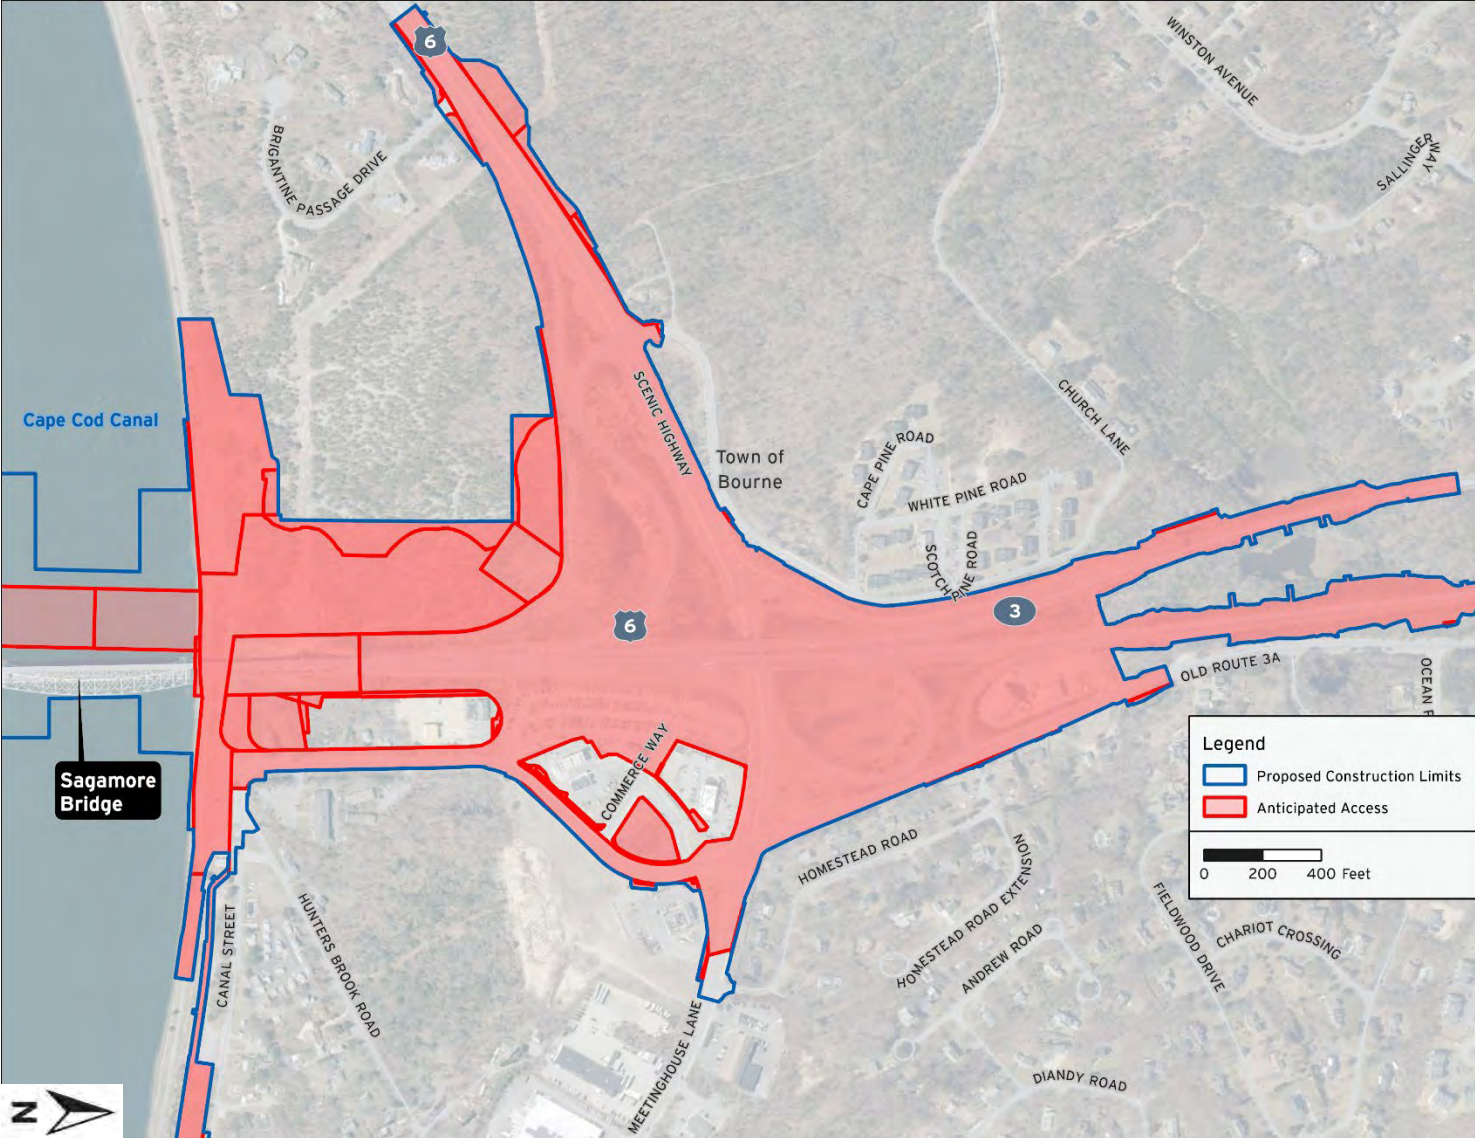 6
WINSTON AVENUE
SALLINGER
WAY
BRIGANTINE PASSAGE DRIVE
SCENIC HIGHWAY
CHURCH LANE
Cape Cod Canal
Town of
Bourne
CAPE PINE ROAD
WHITE PINE ROAD
SCOTCH
PINE ROAD
6
3
OLD ROUTE 3A
OCEAN P
Sagamore
Bridge
COMMERCE WAY
Legend
Proposed Construction Limits
Anticipated Access
0 200 400 Feet
HOMESTEAD ROAD
HOMESTEAD ROAD EXTENSION
ANDREW ROAD
FIELDWOOD DRIVE
CHARIOT CROSSING
CANAL STREET
HUNTERS BROOK ROAD
MEETINGHOUSE LANE
DIANDY ROAD
N